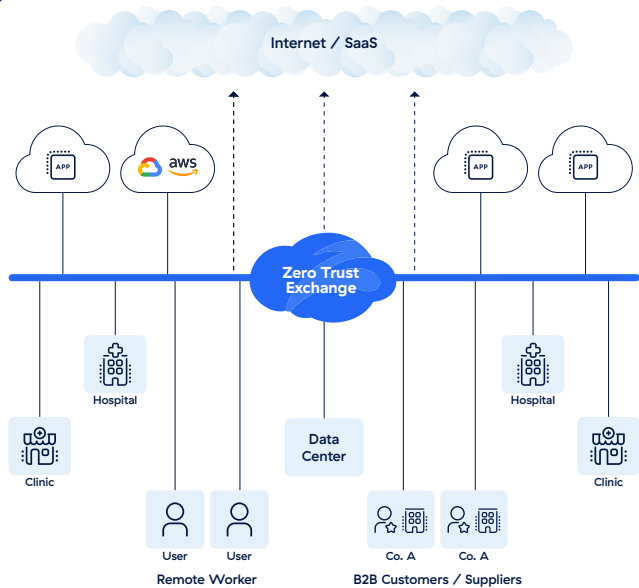 Internet / SaaS
APP
aws
APP
APP
Zero Trust
Exchange
Hospital
Hospital
Clinic
Data
Center
Clinic
User
User
Co. A
Co. A
Remote Worker
B2B Customers / Suppliers